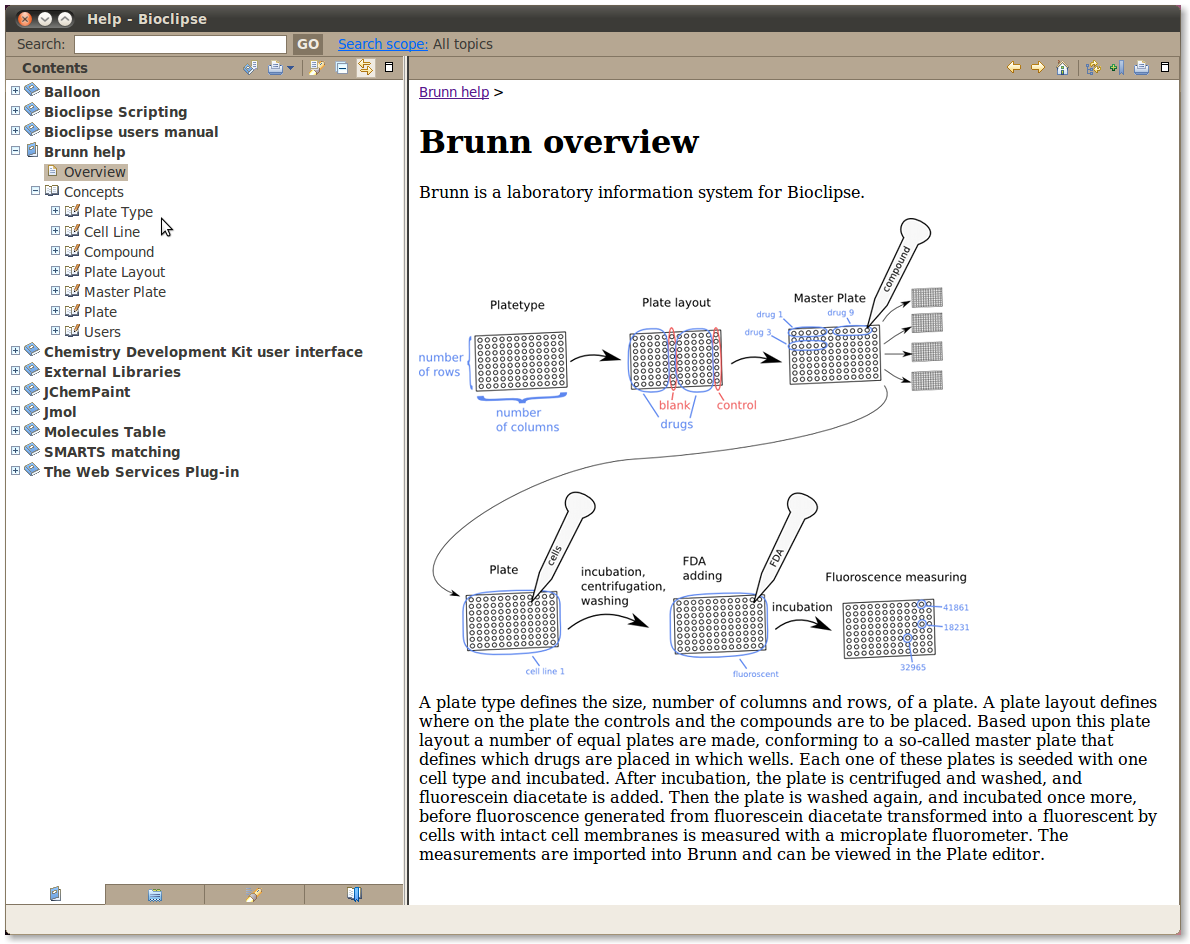 Help - Bioclipse
Search: GO Search scope: All topics
Contents
Balloon
Bioclipse Scripting
Bioclipse users manual
Brunn help
Overview
Concepts
Plate Type
Cell Line
Compound
Plate Layout
Master Plate
Plate
Users
Chemistry Development Kit user interface
External Libraries
JChemPaint
Jmol
Molecules Table
SMARTS matching
The Web Services Plug-in
Brunn help >
Brunn overview
Brunn is a laboratory information system for Bioclipse.
Platetype
number
of rows
number
of columns
Plate layout
blank
control
drugs
Master Plate
drug 1
drug 9
drug 3
compound
Plate
cells
cell line 1
incubation,
centrifugation,
washing
FDA
adding
FDA
fluoroscent
incubation
Fluoroscence measuring
41861
18231
32965
A plate type defines the size, number of columns and rows, of a plate. A plate layout defines
where on the plate the controls and the compounds are to be placed. Based upon this plate
layout a number of equal plates are made, conforming to a so-called master plate that
defines which drugs are placed in which wells. Each one of these plates is seeded with one
cell type and incubated. After incubation, the plate is centrifuged and washed, and
fluorescein diacetate is added. Then the plate is washed again, and incubated once more,
before fluoroscence generated from fluorescein diacetate transformed into a fluorescent by
cells with intact cell membranes is measured with a microplate fluorometer. The
measurements are imported into Brunn and can be viewed in the Plate editor.